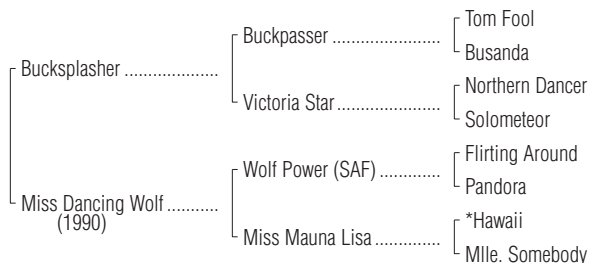 Tom Fool
Buckpasser ......................
Busanda
Bucksplasher ...................
Northern Dancer
Victoria Star .....................
Solometeor
Flirting Around
Wolf Power (SAF) .............
Pandora
Miss Dancing Wolf ...........
(1990)
*Hawaii
Miss Mauna Lisa .............
Mlle. Somebody